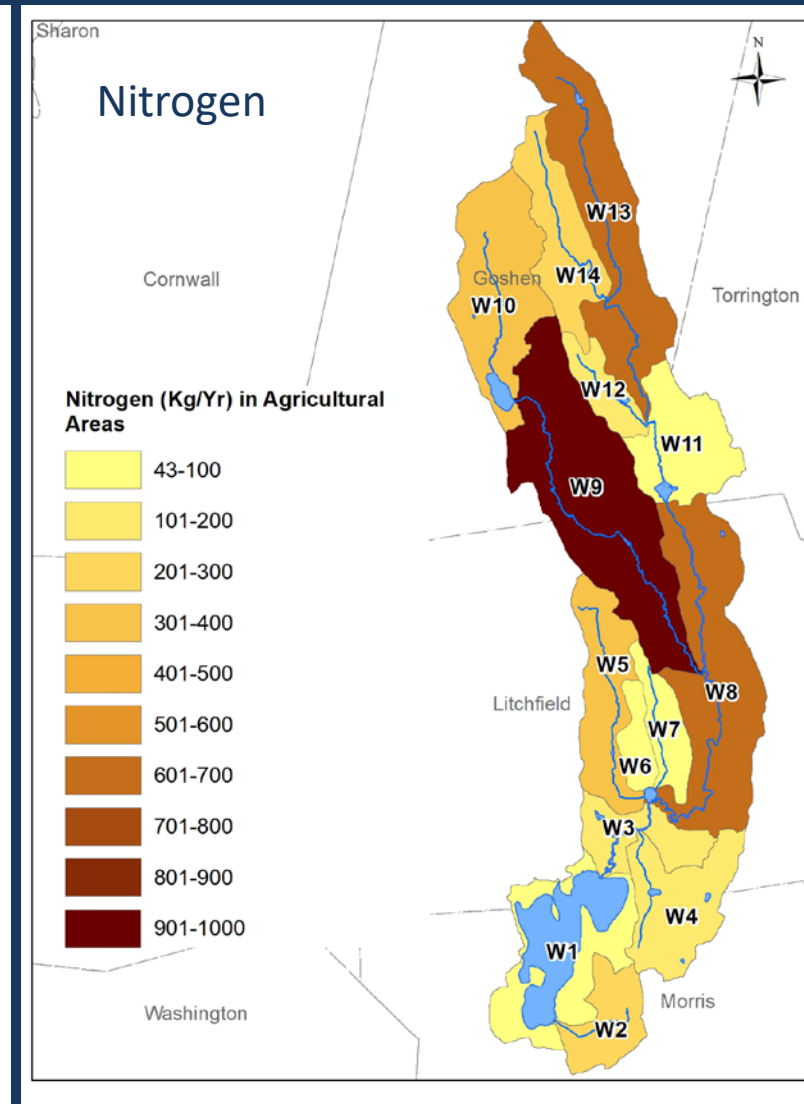 Sharon
N
Nitrogen
W13
Cornwall
Goshen
W14
Torrington
W10
W12
Nitrogen (Kg/Yr) in Agricultural
Areas
W11
43-100
W9
101-200
201-300
301-400
W5
401-500
Litchfield
W8
W7
501-600
W6
601-700
W3
701-800
801-900
W4
901-1000
W1
Morris
Washington
W2